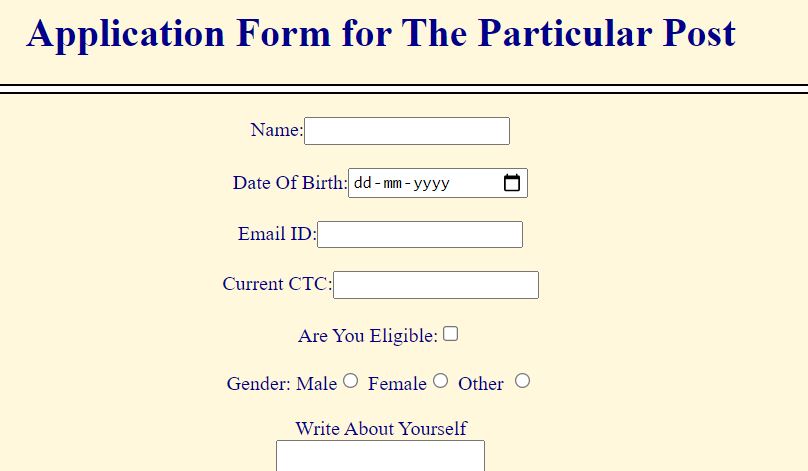 Application Form for The Particular Post
Name:
Date Of Birth: dd-mm-yyyy
Email ID:
Current CTC:
Are You Eligible:
Gender: Male Female Other
Write About Yourself